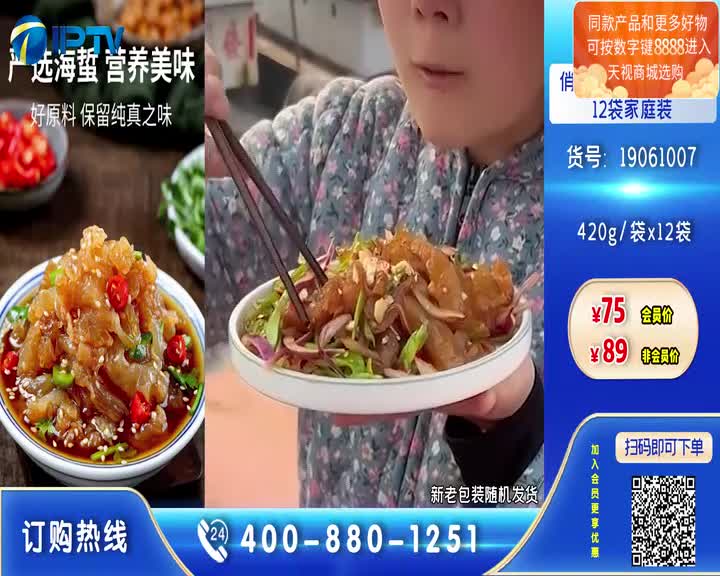 IPTV
严选海蜇 营养美味
好原料 保留纯真之味
同款产品和更多好物
可按数字键8888进入
天视商城选购
俏
12袋家庭装
货号：19061007
420g/袋x12袋
¥75 会员价
¥89 非会员价
新老包装随机发货
加入会员更享优惠
扫码即可下单
订购热线
24
400-880-1251